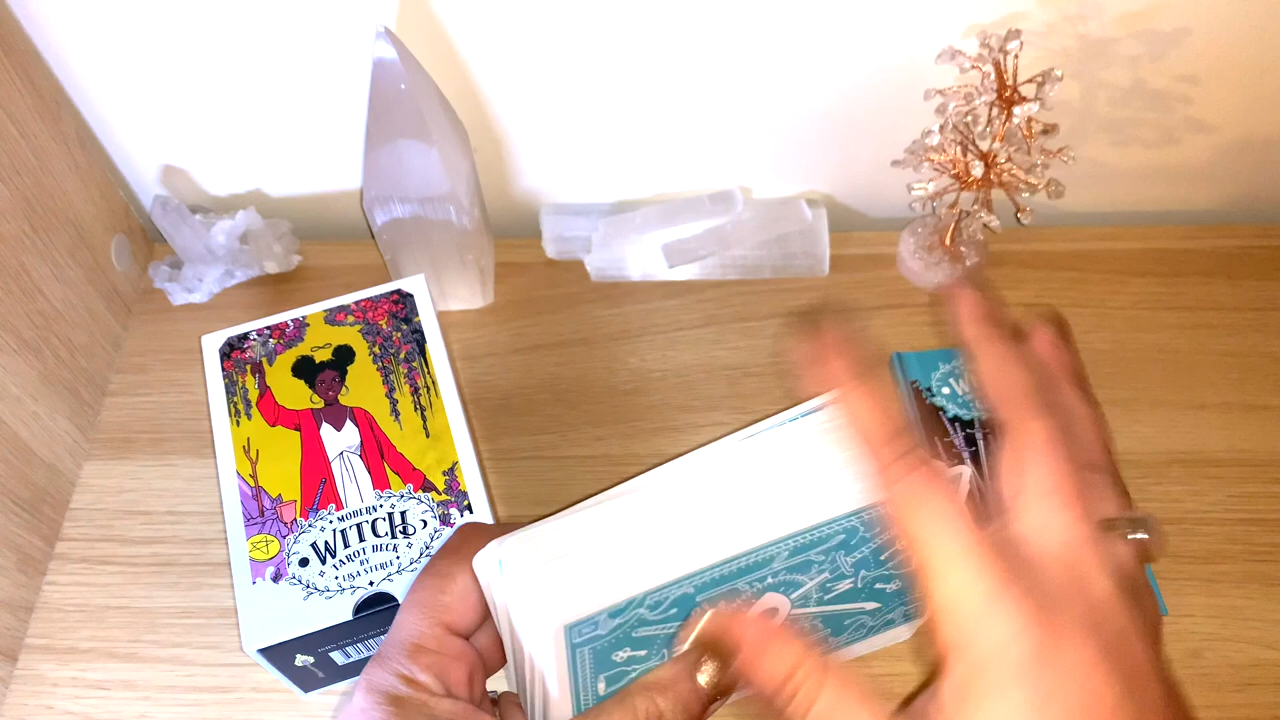 MODERN
WITCH
TAROT DECK
BY
LISA STERLE
W